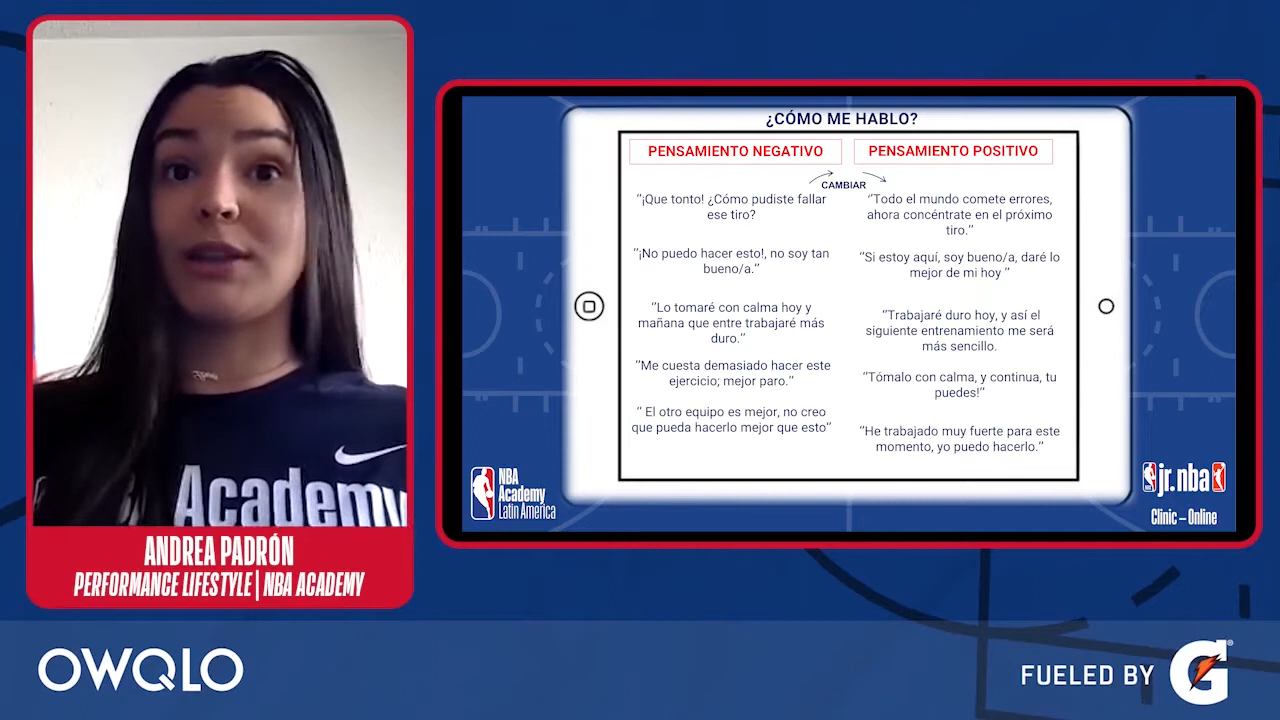 Academy
ANDREA PADRÓN
PERFORMANCE LIFESTYLE | NBA ACADEMY
¿CÓMO ME HABLO?
PENSAMIENTO NEGATIVO
PENSAMIENTO POSITIVO
CAMBIAR
“¡Que tonto! ¿Cómo pudiste fallar
ese tiro?
“¡No puedo hacer esto!, no soy tan
bueno/a.”
“Lo tomaré con calma hoy y
mañana que entre trabajaré más
duro.”
“Me cuesta demasiado hacer este
ejercicio; mejor paro.”
“ El otro equipo es mejor, no creo
que pueda hacerlo mejor que esto”
“Todo el mundo comete errores,
ahora concéntrate en el próximo
tiro.”
“Si estoy aquí, soy bueno/a, daré lo
mejor de mi hoy ”
“Trabajaré duro hoy, y así el
siguiente entrenamiento me será
más sencillo.
“Tómalo con calma, y continua, tu
puedes!“
“He trabajado muy fuerte para este
momento, yo puedo hacerlo.”
NBA
Academy
Latin America
jr.nba
Clinic – Online
OWQLO
FUELED BY
G